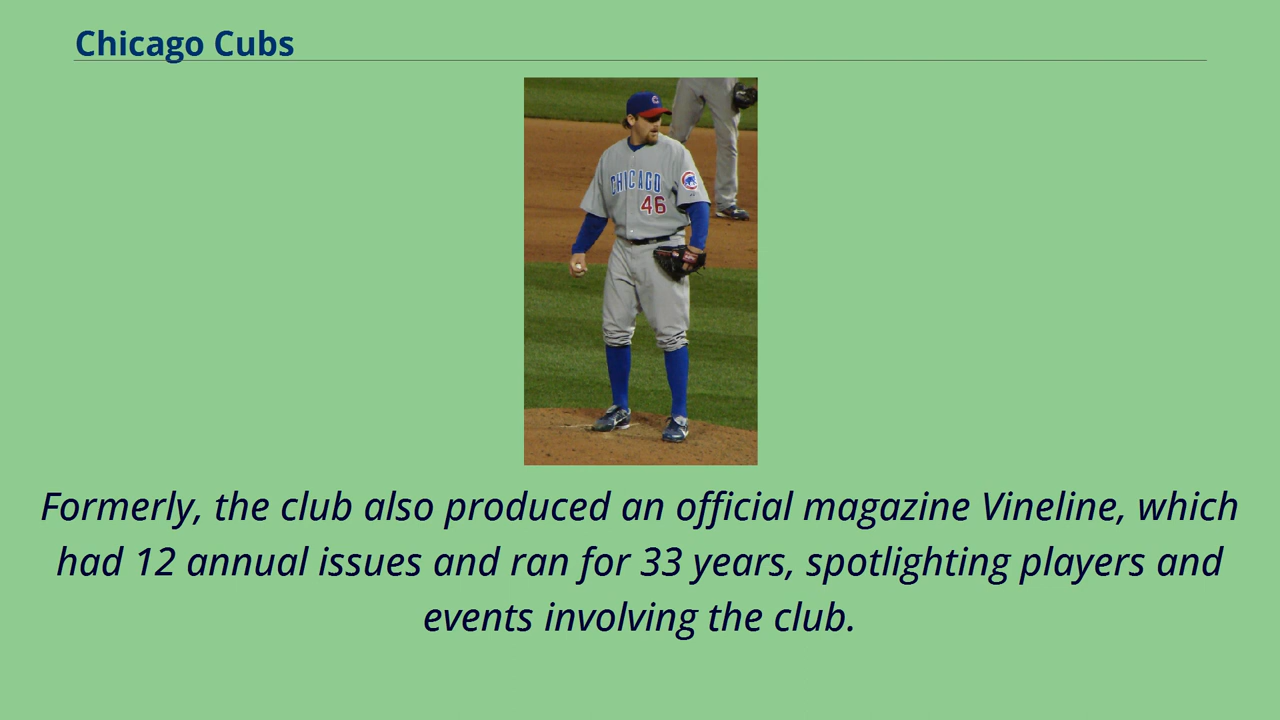 Chicago Cubs
CHICAGO
46
Formerly, the club also produced an official magazine Vineline, which
had 12 annual issues and ran for 33 years, spotlighting players and
events involving the club.